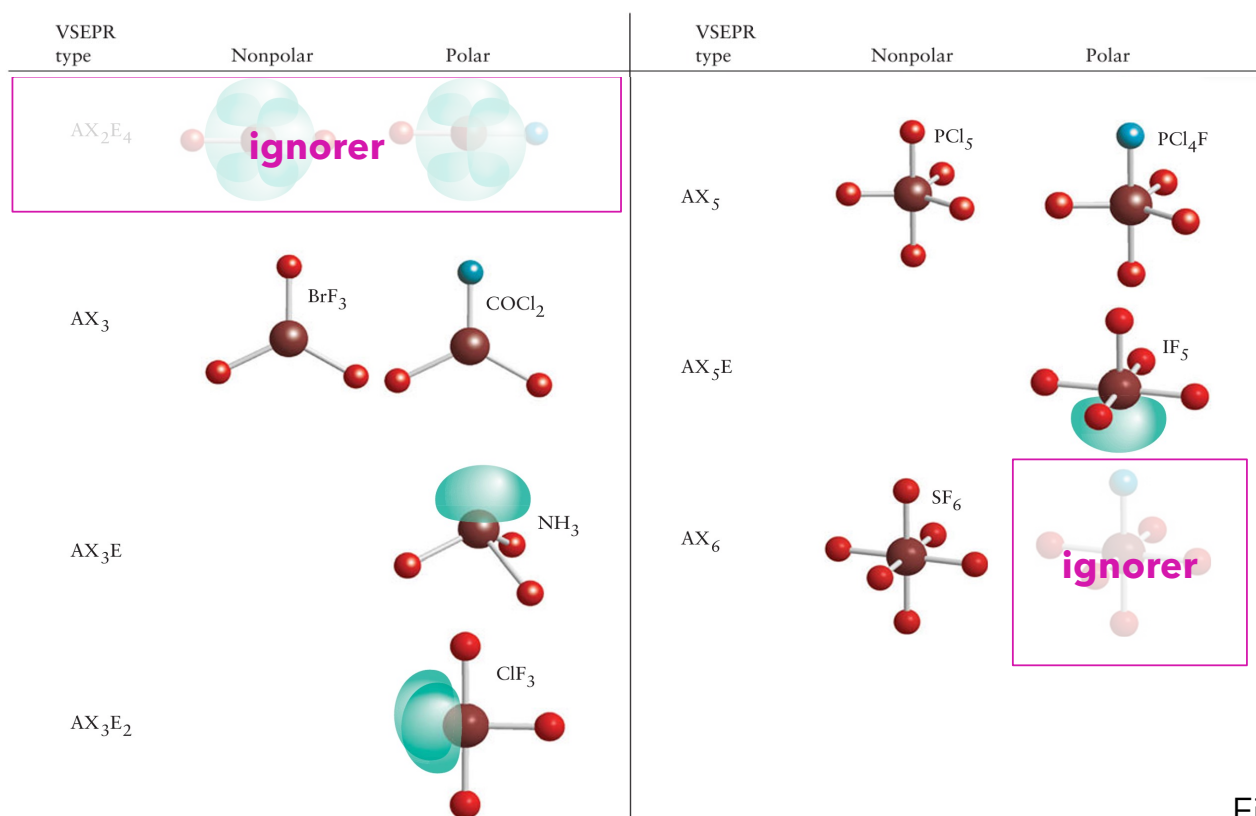 VSEPR
type
Nonpolar
Polar
AX2E4
ignorer
AX3
BrF3
COCl2
AX3E
NH3
AX3E2
ClF3
VSEPR
type
Nonpolar
Polar
AX5
PCl5
PCl4F
AX5E
IF5
AX6
SF6
ignorer